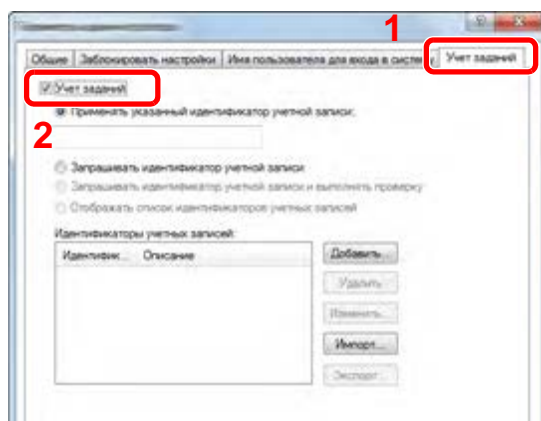 1
Общие Заблокировать настройки Имя пользователя для входа в систему Учет заданий
Учет заданий
Применять указанный идентификатор учетной записи:
2
Запрашивать идентификатор учетной записи
Запрашивать идентификатор учетной записи и выполнять проверку
Отображать список идентификаторов учетных записей
Идентификаторы учетных записей:
Идентифик... Описание
Добавить...
Удалить
Изменить...
Импорт...
Экспорт...